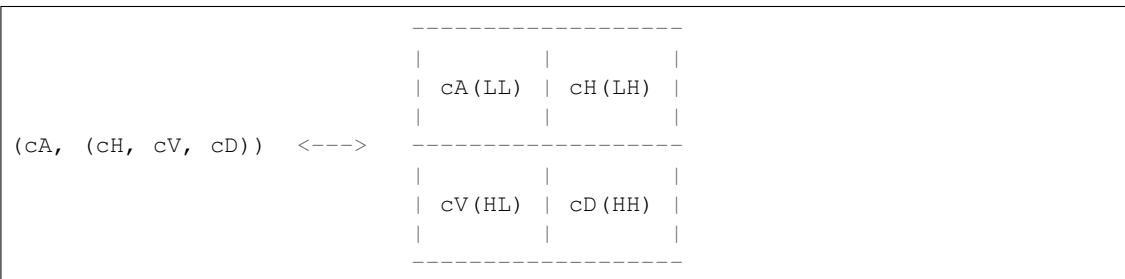 -------------------
|        |        |
| cA(LL) | cH(LH) |
|        |        |
(cA, (cH, cV, cD))  <--->  -------------------
|        |        |
| cV(HL) | cD(HH) |
|        |        |
-------------------